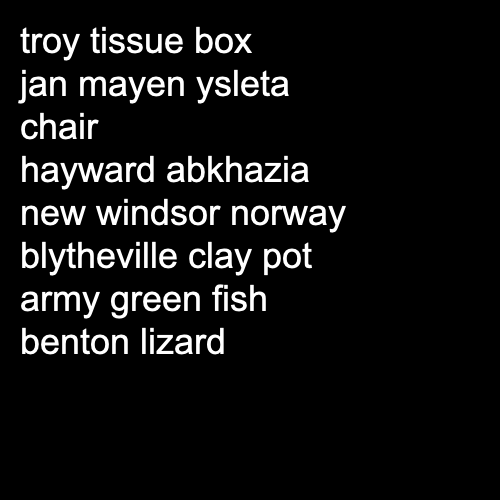 troy tissue box
jan mayen ysleta
chair
hayward abkhazia
new windsor norway
blytheville clay pot
army green fish
benton lizard